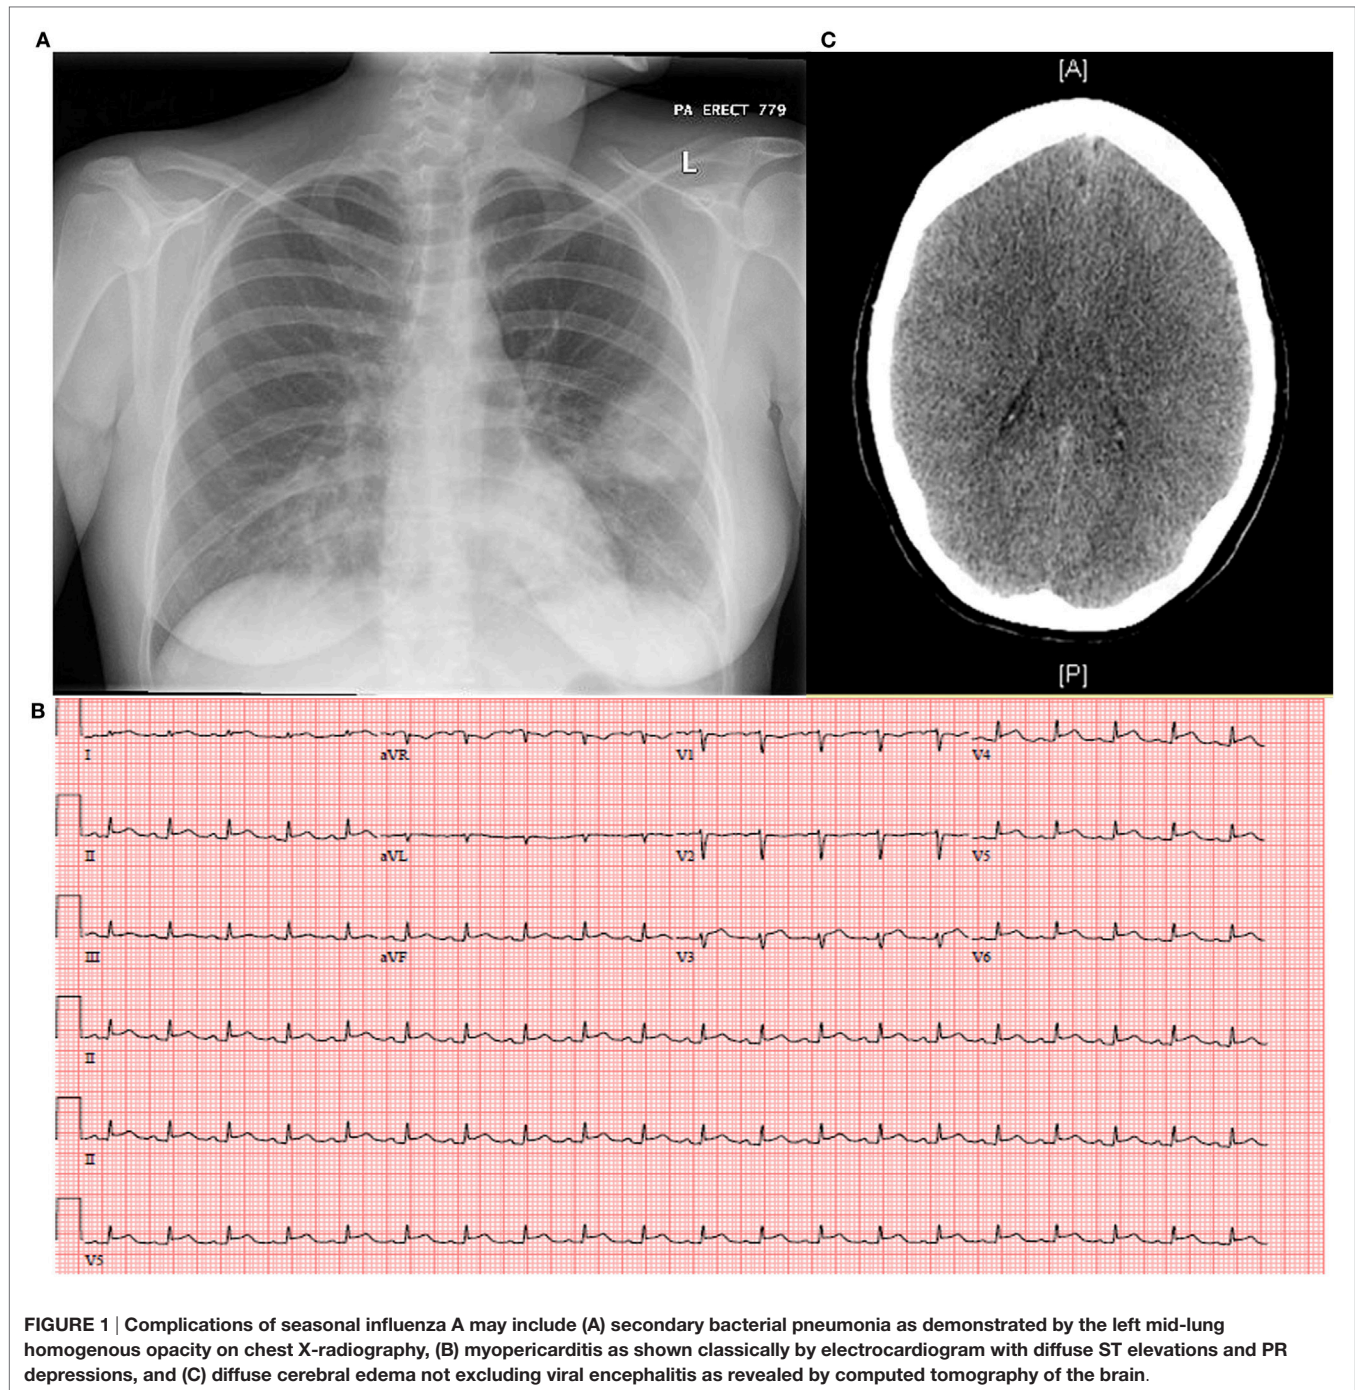 A
C
[A]
PA ERECT 779
L
[P]
B
I
aVR
V1
V4
II
aVL
V2
V5
III
aVF
V3
V6
II
II
V5
FIGURE 1 | Complications of seasonal influenza A may include (A) secondary bacterial pneumonia as demonstrated by the left mid-lung
homogenous opacity on chest X-radiography, (B) myopericarditis as shown classically by electrocardiogram with diffuse ST elevations and PR
depressions, and (C) diffuse cerebral edema not excluding viral encephalitis as revealed by computed tomography of the brain.